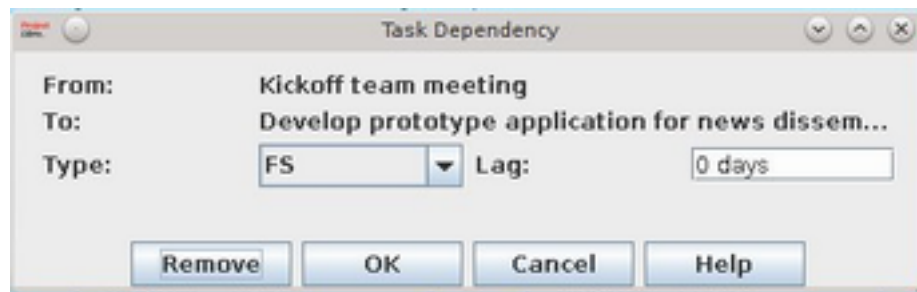 Task Dependency
From: Kickoff team meeting
To: Develop prototype application for news dissem...
Type: FS Lag: 0 days
Remove OK Cancel Help